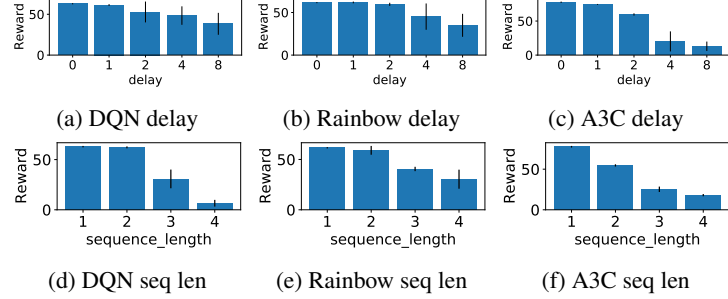 Reward
50
0
0 1 2 4 8
delay
Reward
50
0
0 1 2 4 8
delay
Reward
50
0
0 1 2 4 8
delay
(a) DQN delay
(b) Rainbow delay
(c) A3C delay
Reward
50
0
1 2 3 4
sequence_length
Reward
50
0
1 2 3 4
sequence_length
Reward
50
0
1 2 3 4
sequence_length
(d) DQN seq len
(e) Rainbow seq len
(f) A3C seq len